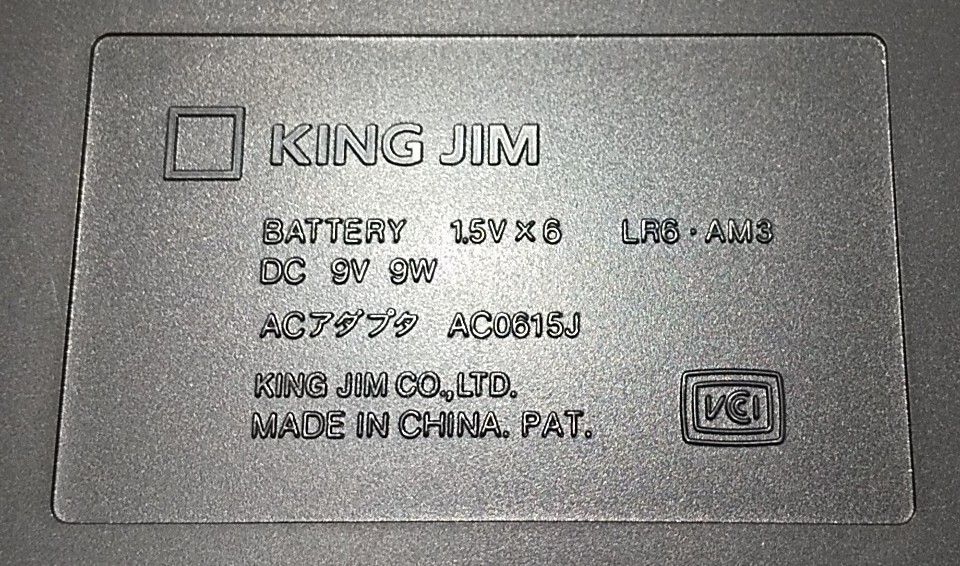 KING JIM
BATTERY 1.5V×6 LR6・AM3
DC 9V 9W
ACアダプタ AC0615J
KING JIM CO.,LTD.
MADE IN CHINA. PAT.
VCI